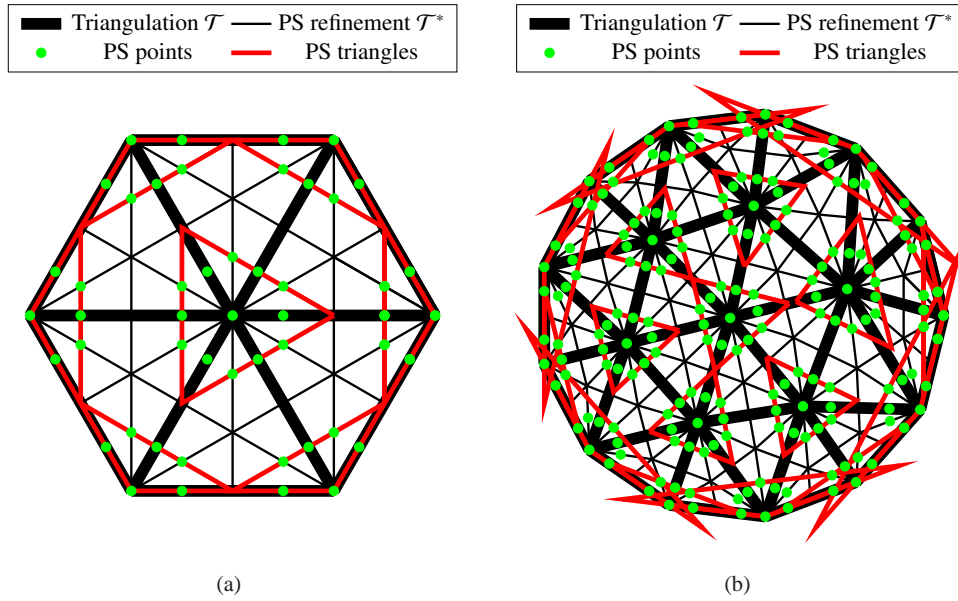 Triangulation 𝒯 PS refinement 𝒯*
PS points PS triangles
Triangulation 𝒯 PS refinement 𝒯*
PS points PS triangles
(a)
(b)